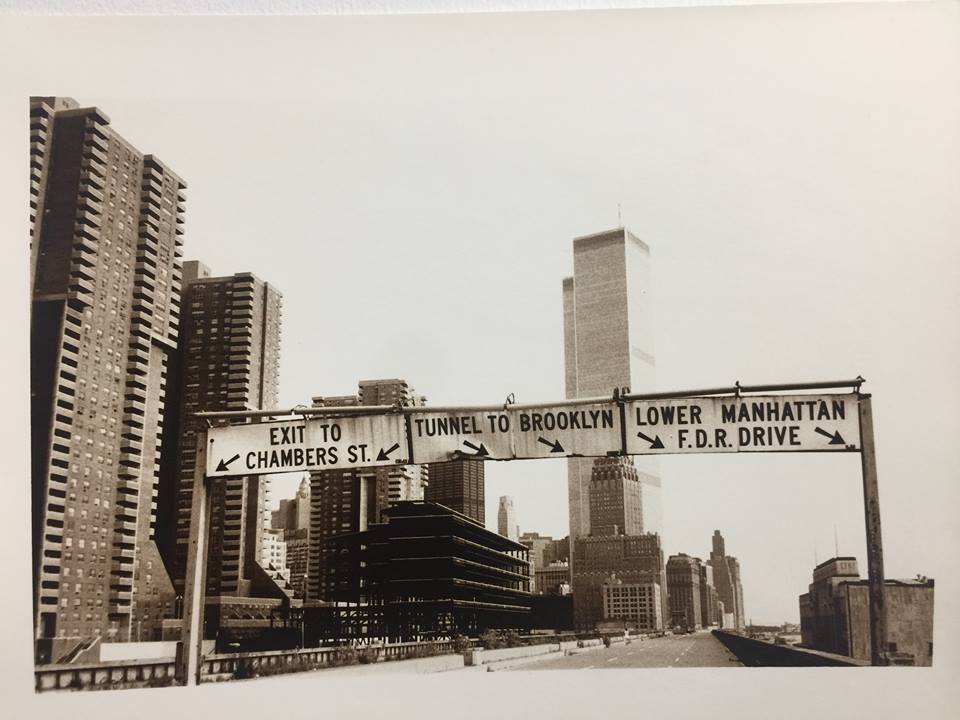 EXIT TO
CHAMBERS ST.
TUNNEL TO BROOKLYN
LOWER MANHATTAN
F.D.R. DRIVE